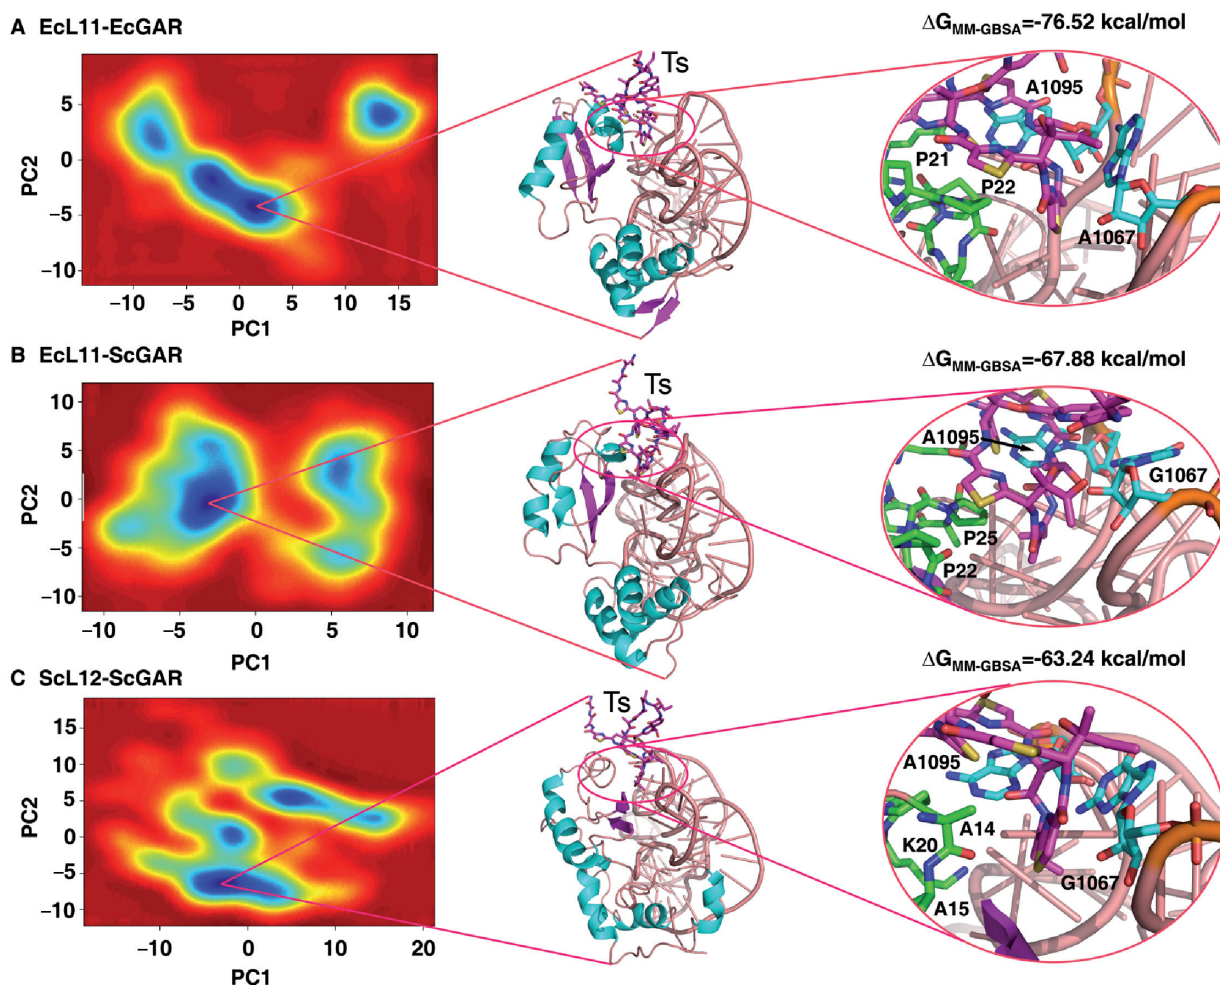 A EcL11-EcGAR
ΔG_MM-GBSA=-76.52 kcal/mol
PC2
5
0
−5
−10
−10 −5 0 5 10 15
PC1
Ts
A1095
P21
P22
A1067
B EcL11-ScGAR
ΔG_MM-GBSA=-67.88 kcal/mol
PC2
10
5
0
−5
−10
−10 −5 0 5 10
PC1
Ts
A1095
G1067
P25
P22
C ScL12-ScGAR
ΔG_MM-GBSA=-63.24 kcal/mol
PC2
15
10
5
0
−5
−10
−10 0 10 20
PC1
Ts
A1095
A14
K20
G1067
A15